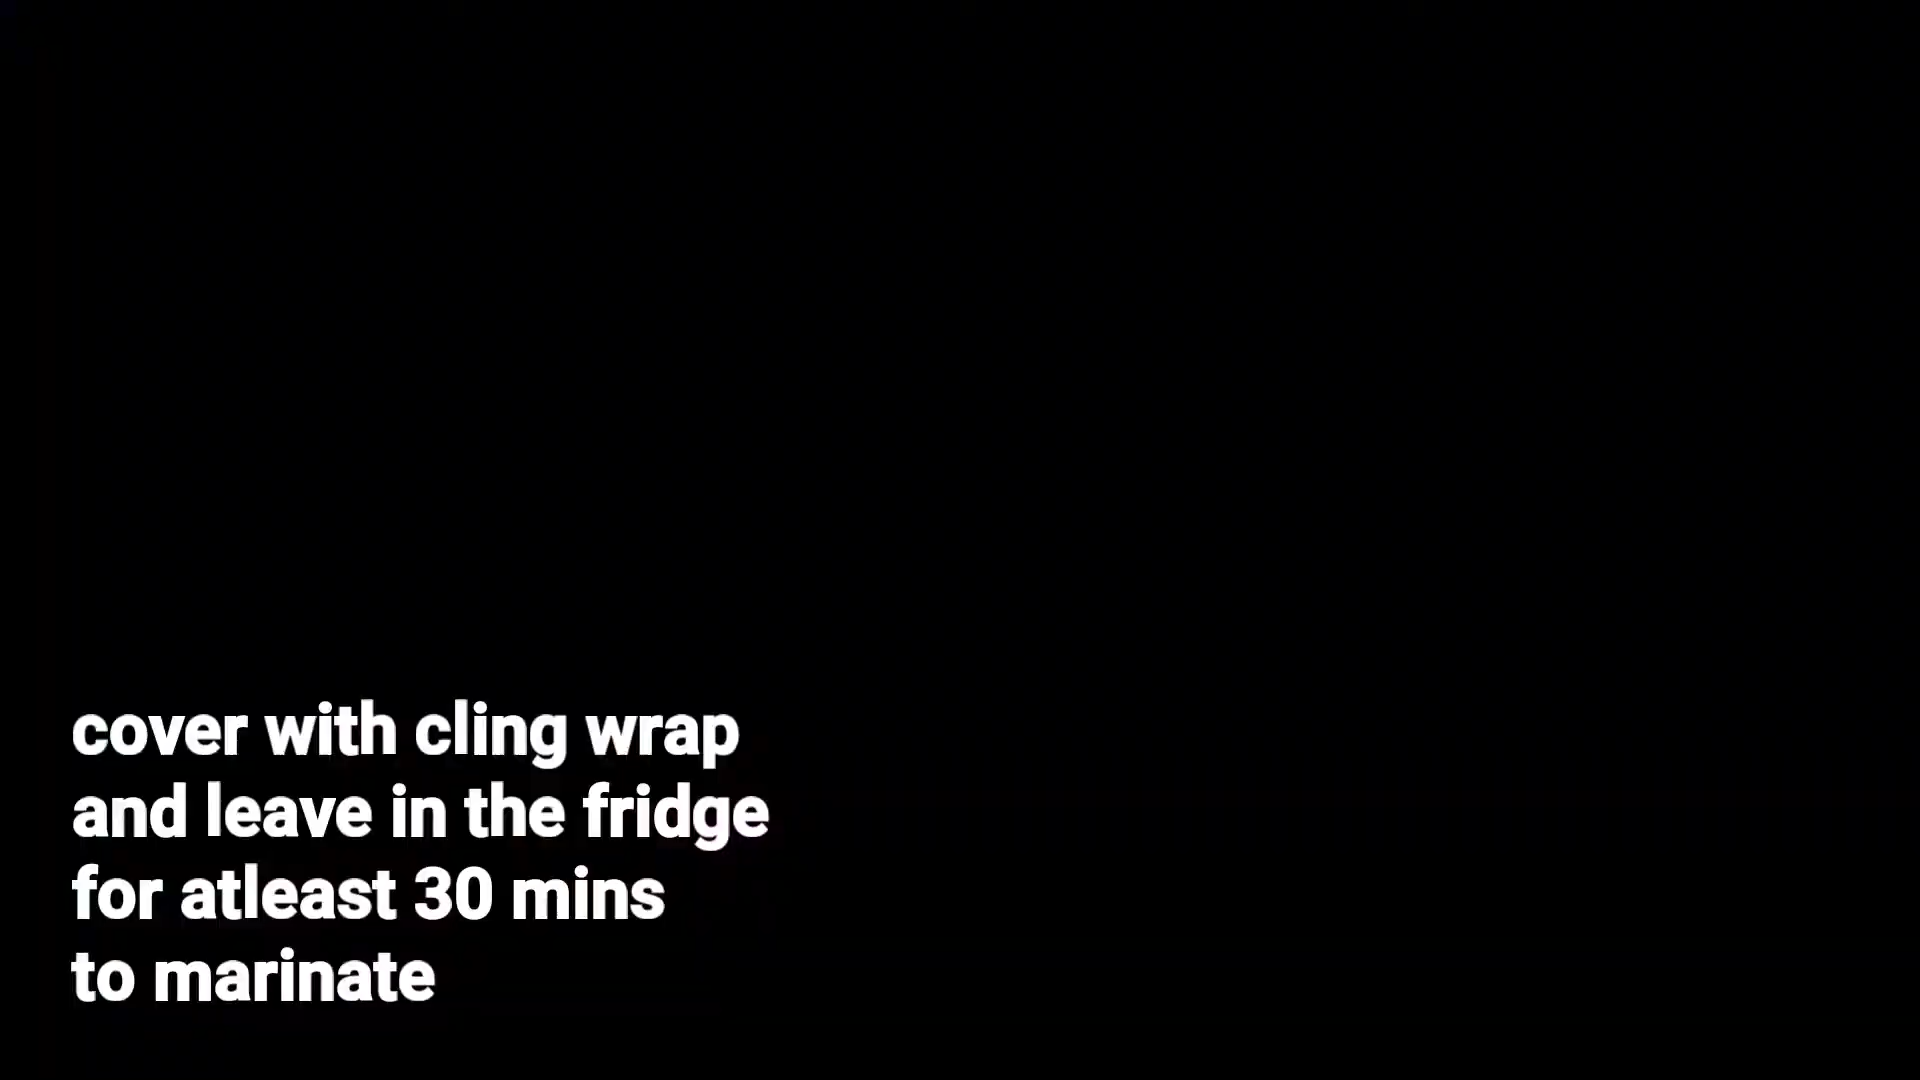 cover with cling wrap
and leave in the fridge
for atleast 30 mins
to marinate